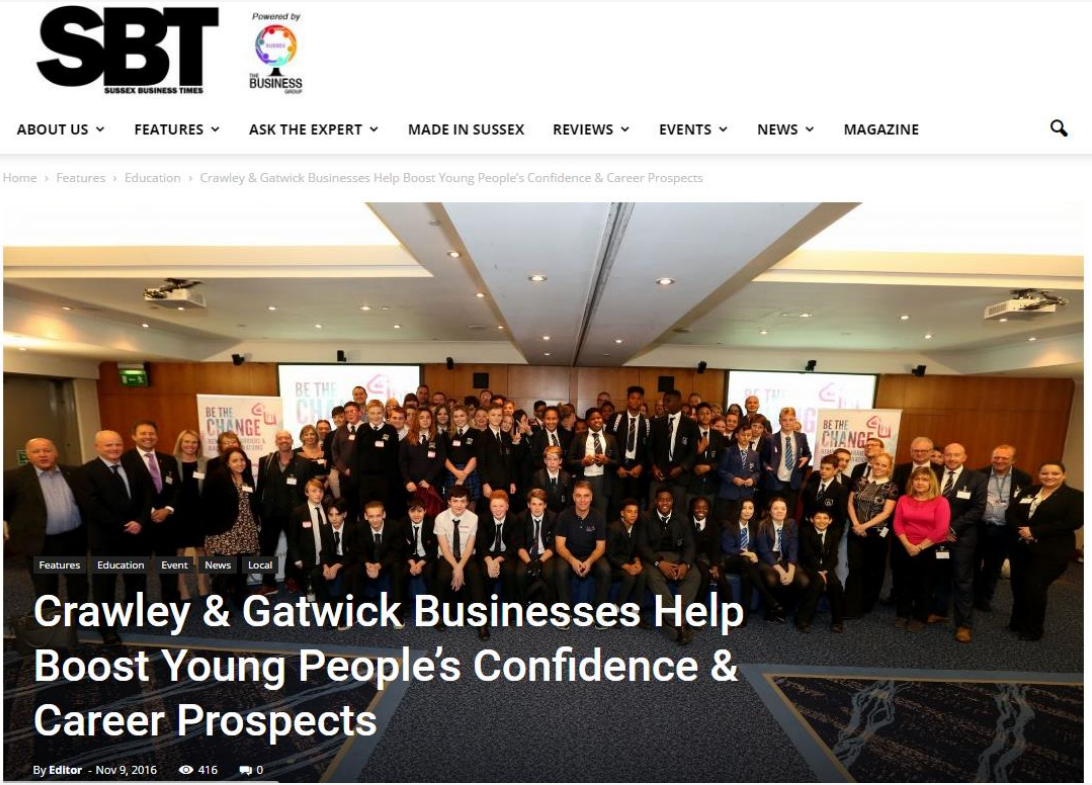 SBT
SUSSEX BUSINESS TIMES
Powered by
SUSSEX
THE
BUSINESS
GROUP
ABOUT US
FEATURES
ASK THE EXPERT
MADE IN SUSSEX
REVIEWS
EVENTS
NEWS
MAGAZINE
Home › Features › Education › Crawley & Gatwick Businesses Help Boost Young People's Confidence & Career Prospects
BE THE
BE THE
BE THE
CHANGE
BE THE
CHANGE
Features
Education
Event
News
Local
Crawley & Gatwick Businesses Help
Boost Young People's Confidence &
Career Prospects
By Editor - Nov 9, 2016 416 0